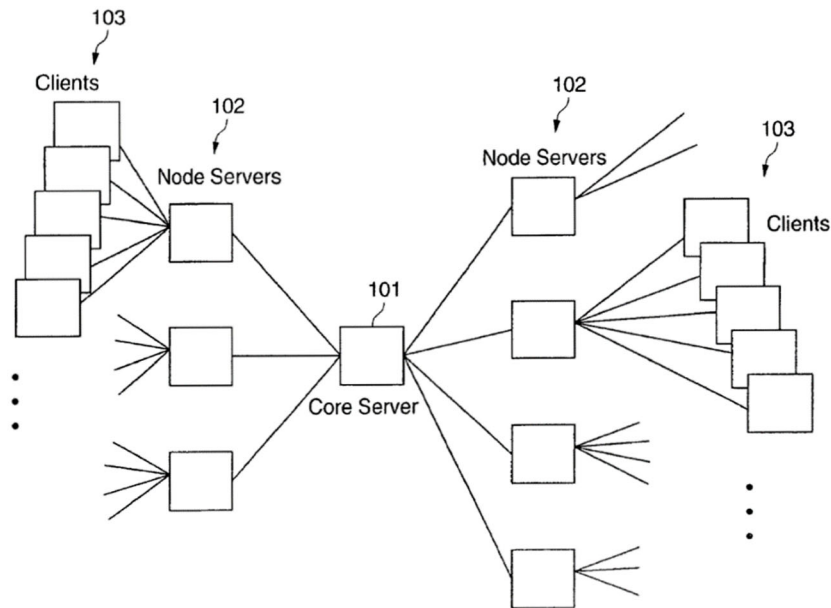 103
Clients
102
Node Servers
102
Node Servers
103
Clients
101
Core Server